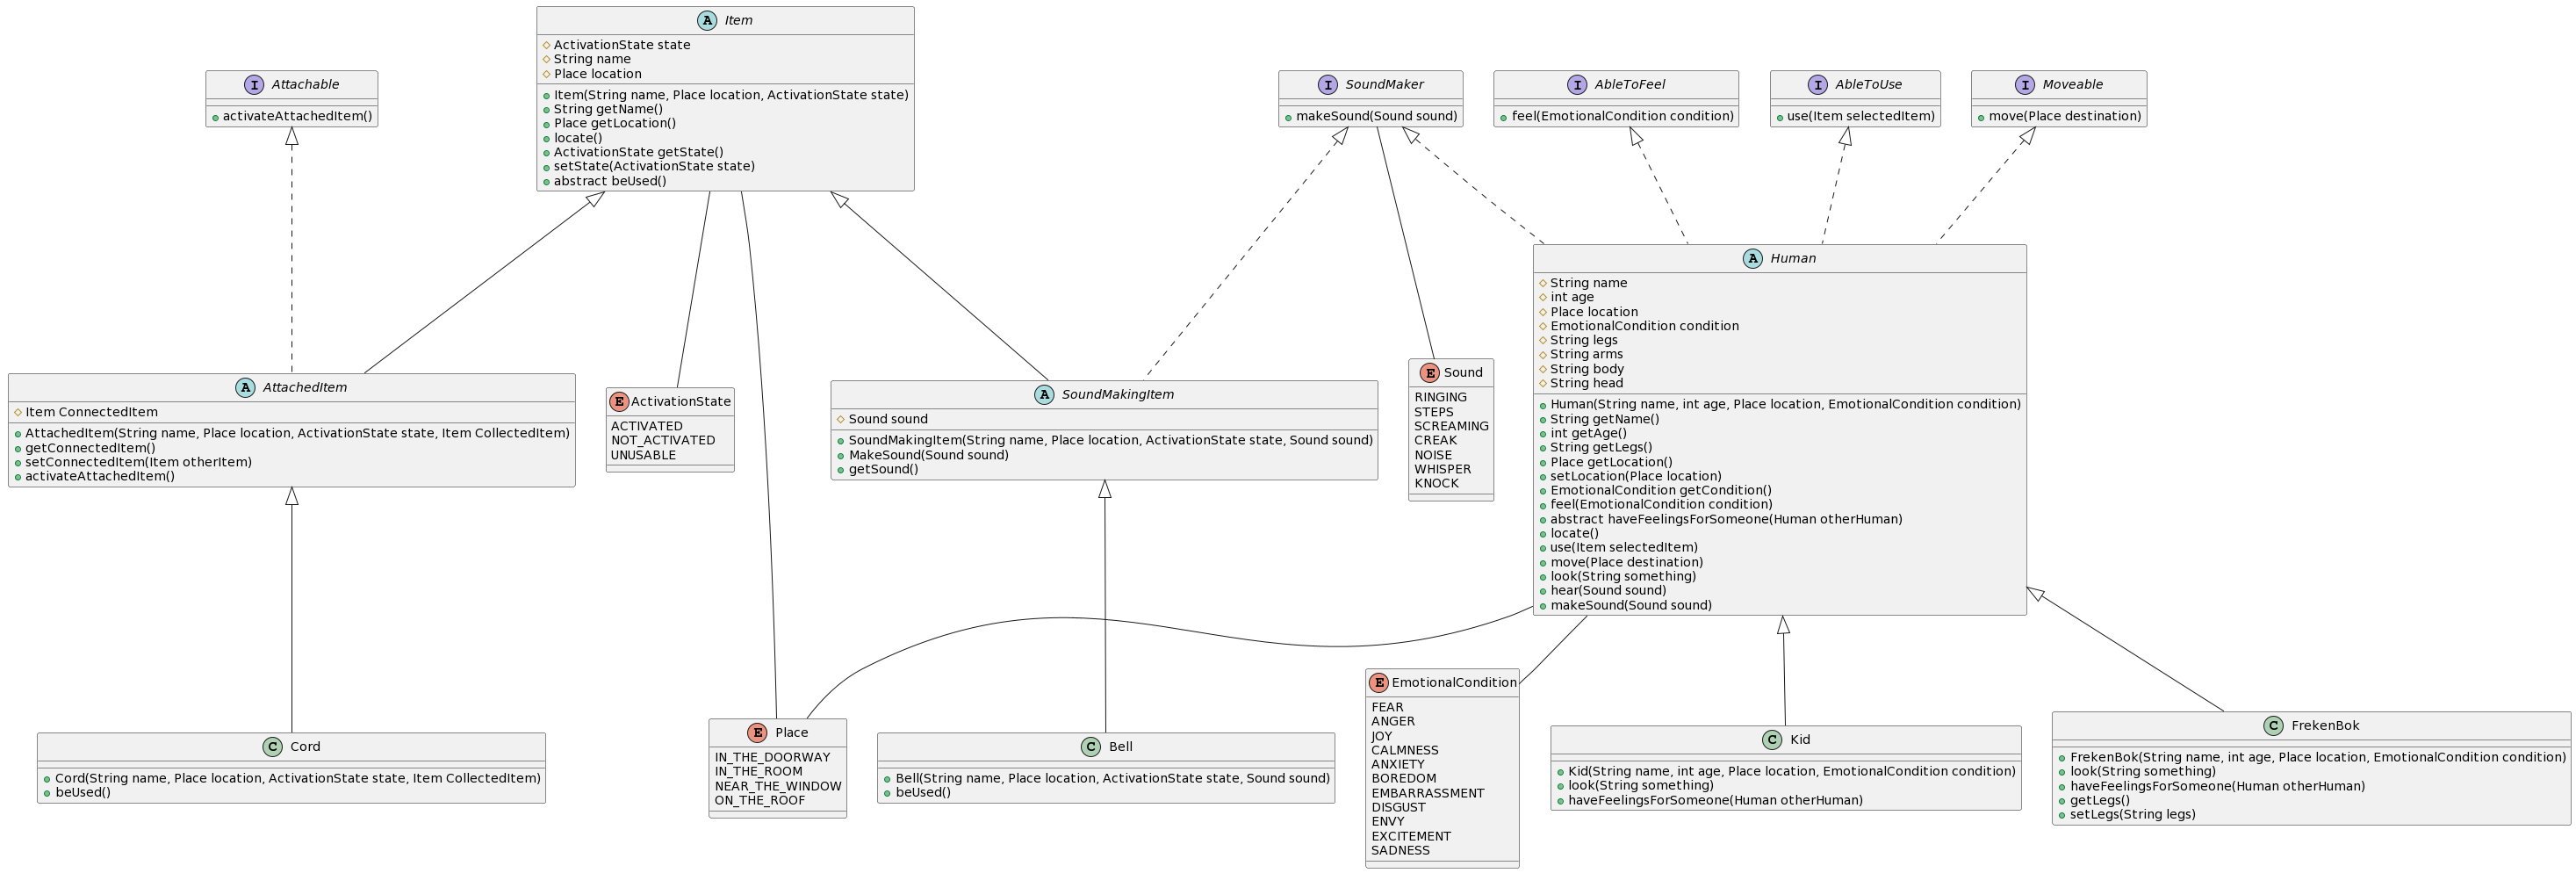 A Item
ActivationState state
String name
Place location
Item(String name, Place location, ActivationState state)
String getName()
Place getLocation()
locate()
ActivationState getState()
setState(ActivationState state)
abstract beUsed()
I Attachable
activateAttachedItem()
I SoundMaker
makeSound(Sound sound)
I AbleToFeel
feel(EmotionalCondition condition)
I AbleToUse
use(Item selectedItem)
I Moveable
move(Place destination)
A Human
String name
int age
Place location
EmotionalCondition condition
String legs
String arms
String body
String head
Human(String name, int age, Place location, EmotionalCondition condition)
String getName()
int getAge()
String getLegs()
Place getLocation()
setLocation(Place location)
EmotionalCondition getCondition()
feel(EmotionalCondition condition)
abstract haveFeelingsForSomeone(Human otherHuman)
locate()
use(Item selectedItem)
move(Place destination)
look(String something)
hear(Sound sound)
makeSound(Sound sound)
A AttachedItem
Item ConnectedItem
AttachedItem(String name, Place location, ActivationState state, Item CollectedItem)
getConnectedItem()
setConnectedItem(Item otherItem)
activateAttachedItem()
E ActivationState
ACTIVATED
NOT_ACTIVATED
UNUSABLE
A SoundMakingItem
Sound sound
SoundMakingItem(String name, Place location, ActivationState state, Sound sound)
MakeSound(Sound sound)
getSound()
E Sound
RINGING
STEPS
SCREAMING
CREAK
NOISE
WHISPER
KNOCK
C Cord
Cord(String name, Place location, ActivationState state, Item CollectedItem)
beUsed()
E Place
IN_THE_DOORWAY
IN_THE_ROOM
NEAR_THE_WINDOW
ON_THE_ROOF
C Bell
Bell(String name, Place location, ActivationState state, Sound sound)
beUsed()
E EmotionalCondition
FEAR
ANGER
JOY
CALMNESS
ANXIETY
BOREDOM
EMBARRASSMENT
DISGUST
ENVY
EXCITEMENT
SADNESS
C Kid
Kid(String name, int age, Place location, EmotionalCondition condition)
look(String something)
haveFeelingsForSomeone(Human otherHuman)
C FrekenBok
FrekenBok(String name, int age, Place location, EmotionalCondition condition)
look(String something)
haveFeelingsForSomeone(Human otherHuman)
getLegs()
setLegs(String legs)